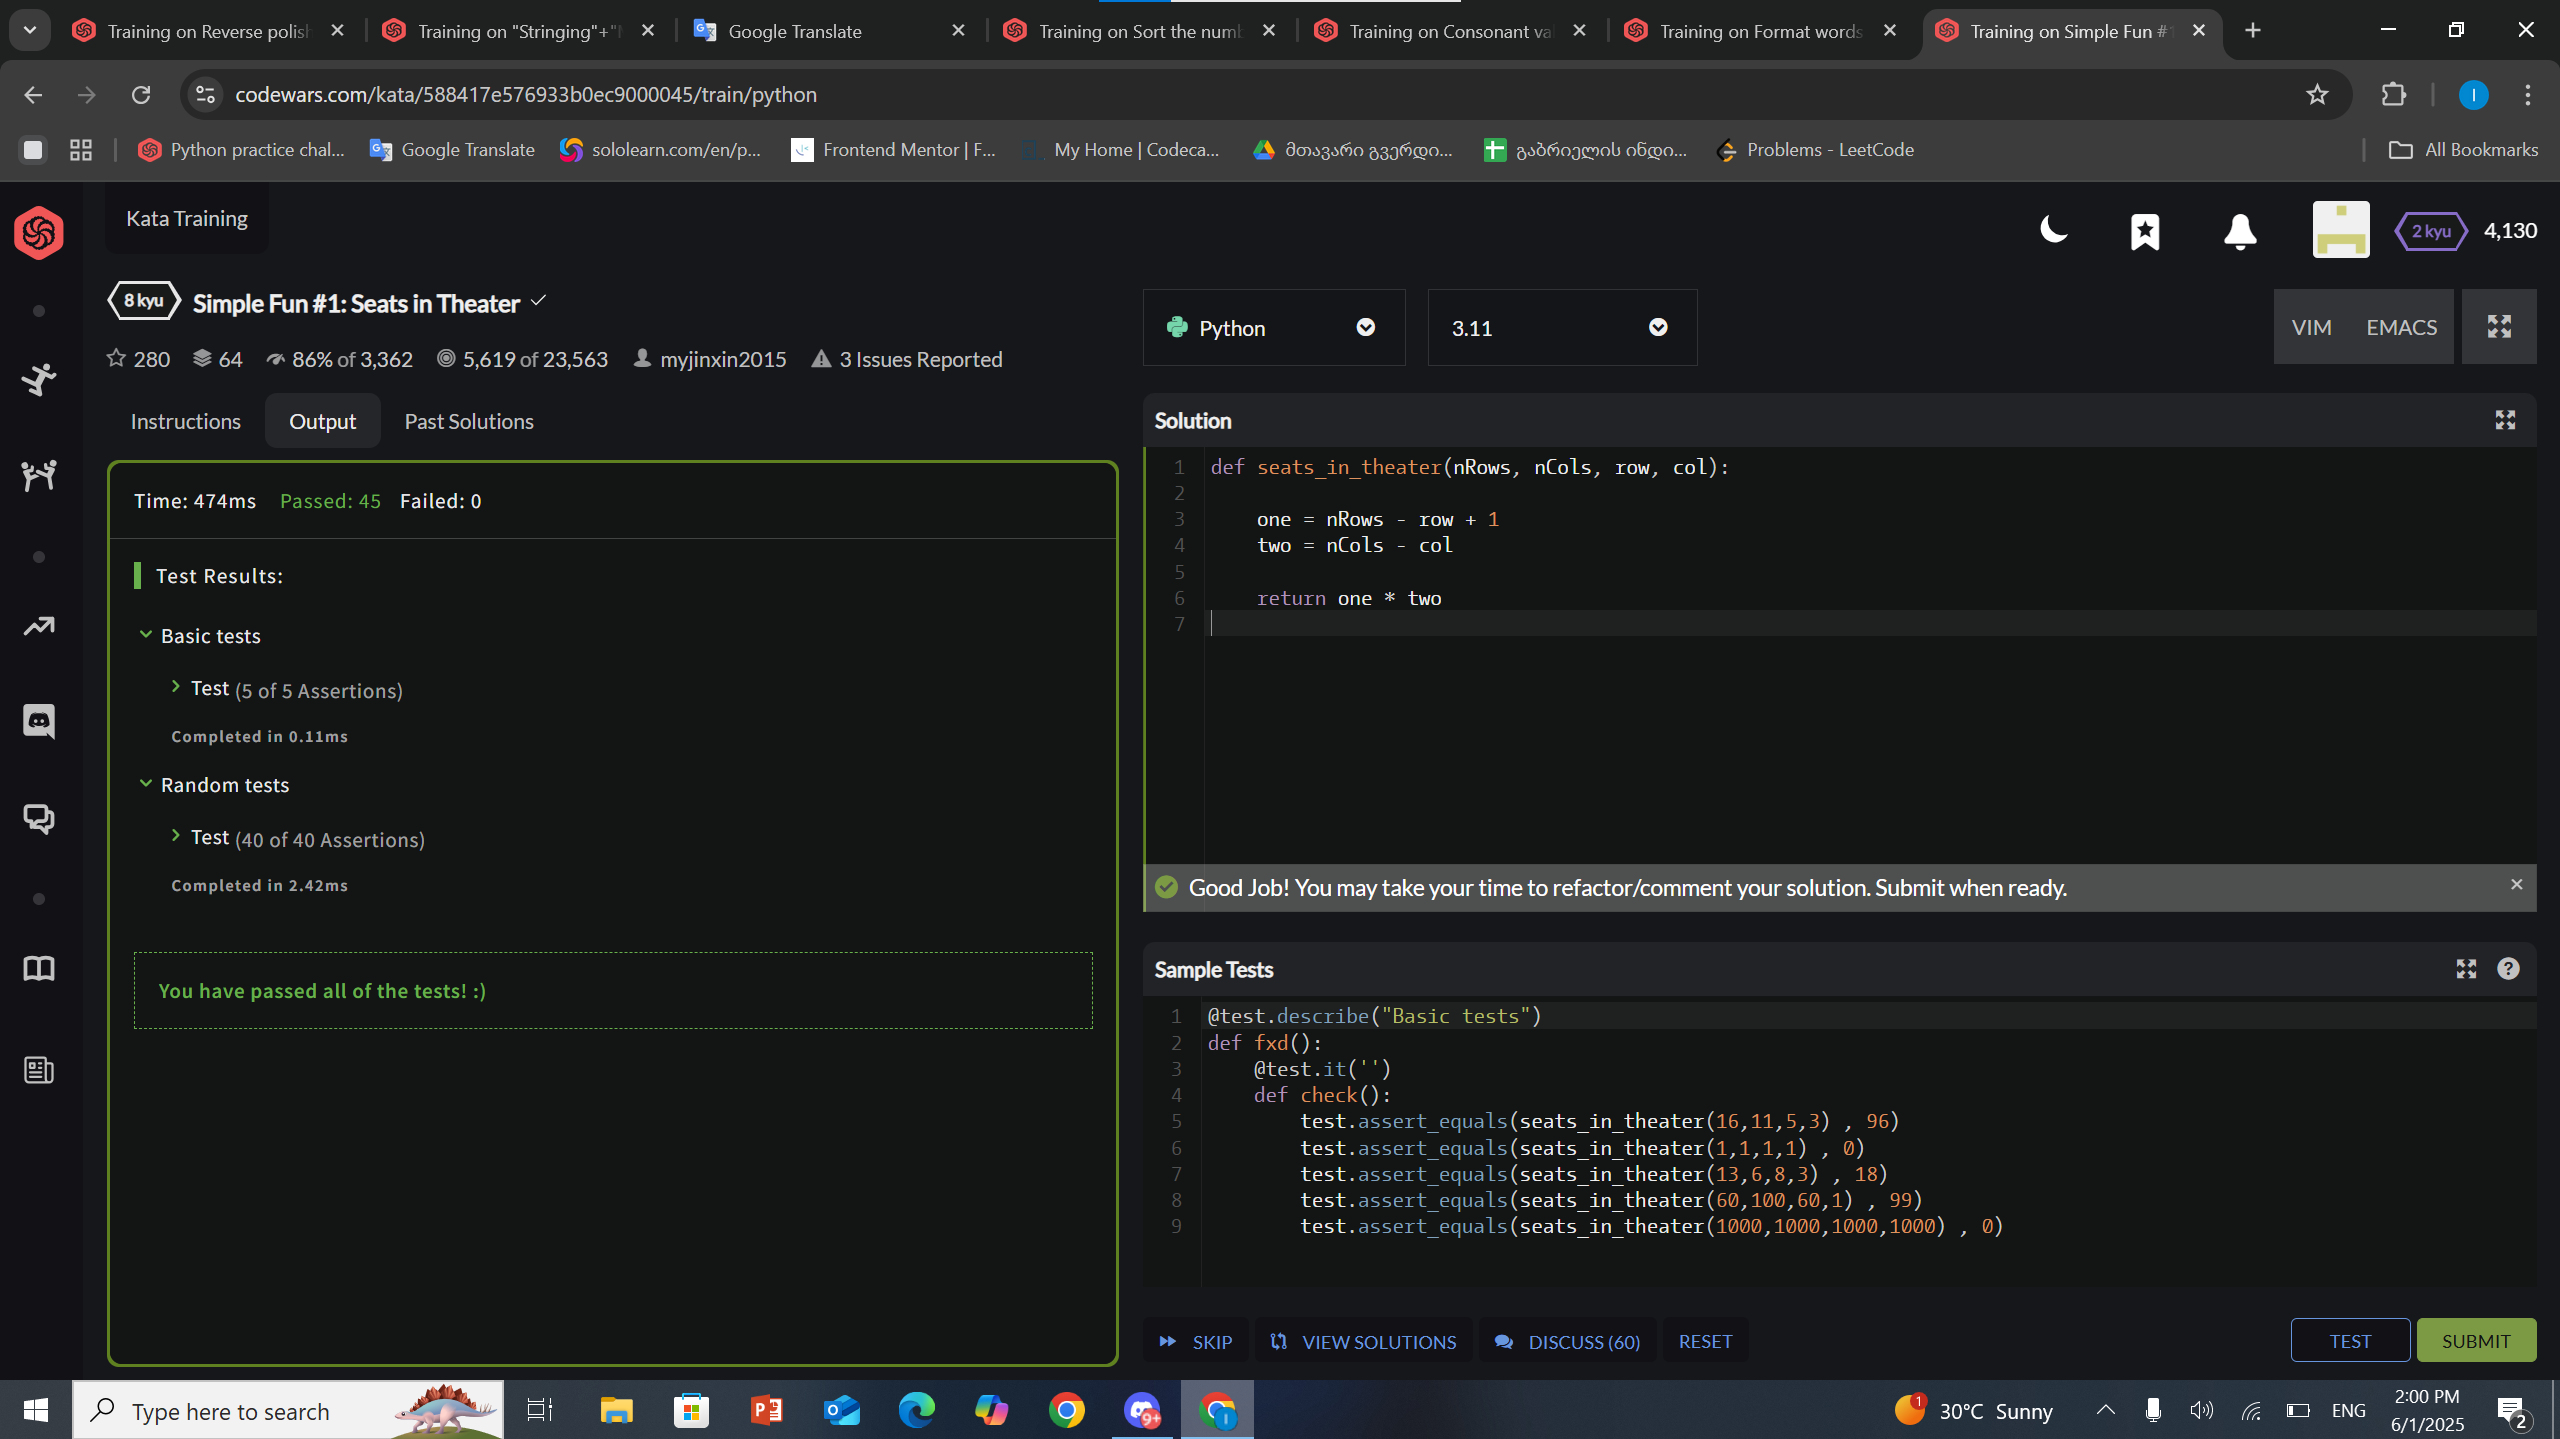 Training on Reverse polish
Training on "Stringing"+"
Google Translate
Training on Sort the numb
Training on Consonant val
Training on Format words
Training on Simple Fun #1
codewars.com/kata/588417e576933b0ec9000045/train/python
I
Python practice chal...
Google Translate
sololearn.com/en/p...
Frontend Mentor | F...
My Home | Codeca...
მთავარი გვერდი...
გაბრიელის ინდი...
Problems - LeetCode
All Bookmarks
Kata Training
2 kyu
4,130
8 kyu
Simple Fun #1: Seats in Theater
280
64
86% of 3,362
5,619 of 23,563
myjinxin2015
3 Issues Reported
Python
3.11
VIM
EMACS
Instructions
Output
Past Solutions
Time: 474ms Passed: 45 Failed: 0
Test Results:
Basic tests
Test (5 of 5 Assertions)
Completed in 0.11ms
Random tests
Test (40 of 40 Assertions)
Completed in 2.42ms
You have passed all of the tests! :)
Solution
1 def seats_in_theater(nRows, nCols, row, col):
2
3 one = nRows - row + 1
4 two = nCols - col
5
6 return one * two
7
Good Job! You may take your time to refactor/comment your solution. Submit when ready.
Sample Tests
1 @test.describe("Basic tests")
2 def fxd():
3 @test.it('')
4 def check():
5 test.assert_equals(seats_in_theater(16,11,5,3) , 96)
6 test.assert_equals(seats_in_theater(1,1,1,1) , 0)
7 test.assert_equals(seats_in_theater(13,6,8,3) , 18)
8 test.assert_equals(seats_in_theater(60,100,60,1) , 99)
9 test.assert_equals(seats_in_theater(1000,1000,1000,1000) , 0)
SKIP
VIEW SOLUTIONS
DISCUSS (60)
RESET
TEST
SUBMIT
Type here to search
9+
1
30°C Sunny
ENG
2:00 PM
6/1/2025
2